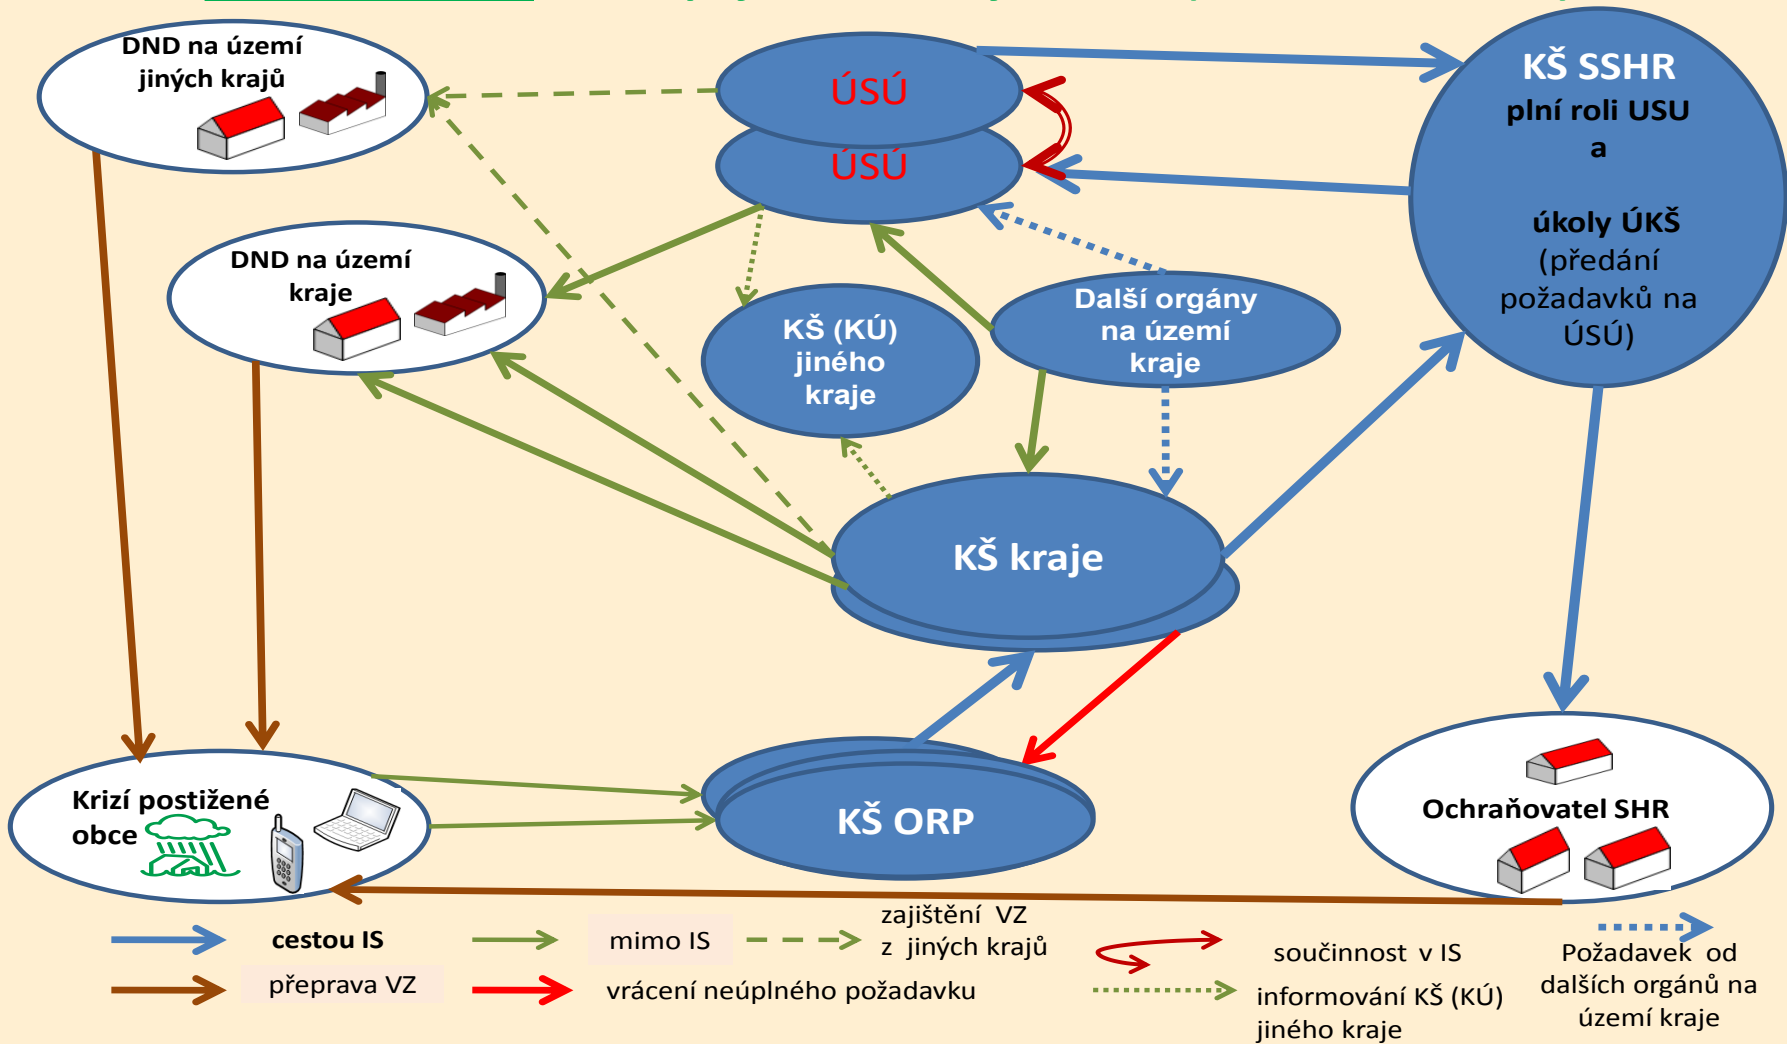 DND na území
jiných krajů
ÚSÚ
ÚSÚ
KŠ SSHR
plní roli USU
a
úkoly ÚKŠ
(předání
požadavků na
ÚSÚ)
DND na území
kraje
KŠ (KÚ)
jiného
kraje
Další orgány
na území
kraje
KŠ kraje
Krizí postižené
obce
KŠ ORP
Ochraňovatel SHR
cestou IS
mimo IS
zajištění VZ
z jiných krajů
součinnost v IS
Požadavek od
dalších orgánů na
území kraje
přeprava VZ
vrácení neúplného požadavku
informování KŠ (KÚ)
jiného kraje